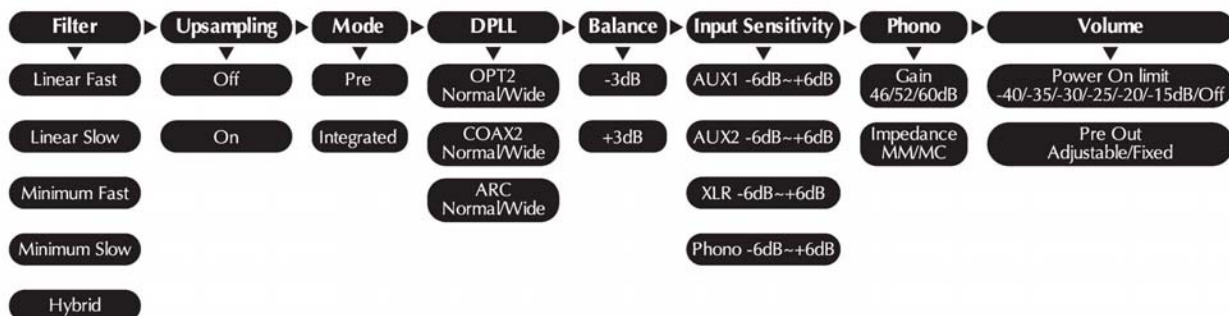 Filter
Upsampling
Mode
DPLL
Balance
Input Sensitivity
Phono
Volume
Linear Fast
Linear Slow
Minimum Fast
Minimum Slow
Hybrid
Off
On
Pre
Integrated
OPT2
Normal/Wide
COAX2
Normal/Wide
ARC
Normal/Wide
-3dB
+3dB
AUX1 -6dB~+6dB
AUX2 -6dB~+6dB
XLR -6dB~+6dB
Phono -6dB~+6dB
Gain
46/52/60dB
Impedance
MM/MC
Power On limit
-40/-35/-30/-25/-20/-15dB/Off
Pre Out
Adjustable/Fixed